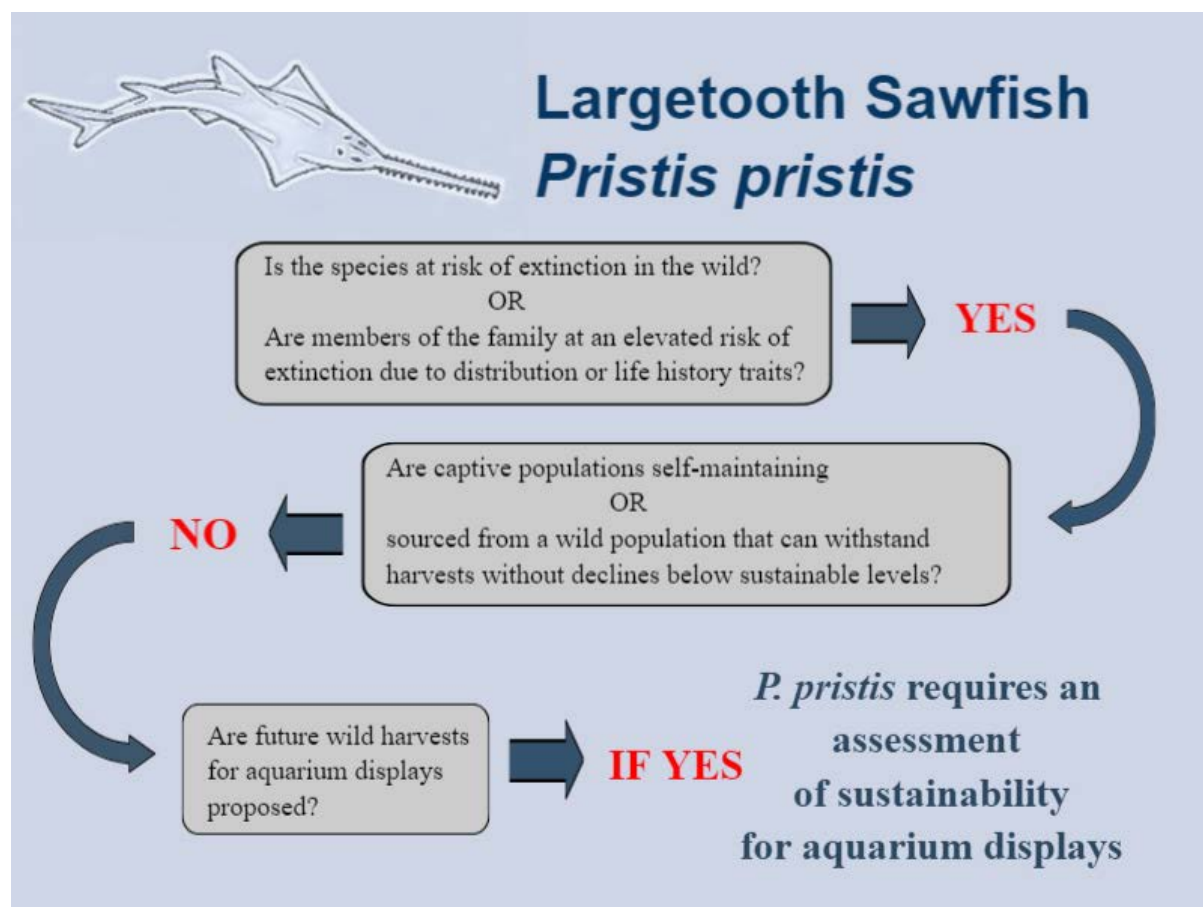 Largetooth Sawfish
Pristis pristis
Is the species at risk of extinction in the wild?
OR
Are members of the family at an elevated risk of
extinction due to distribution or life history traits?
YES
Are captive populations self-maintaining
OR
sourced from a wild population that can withstand
harvests without declines below sustainable levels?
NO
Are future wild harvests
for aquarium displays
proposed?
IF YES
P. pristis requires an
assessment
of sustainability
for aquarium displays